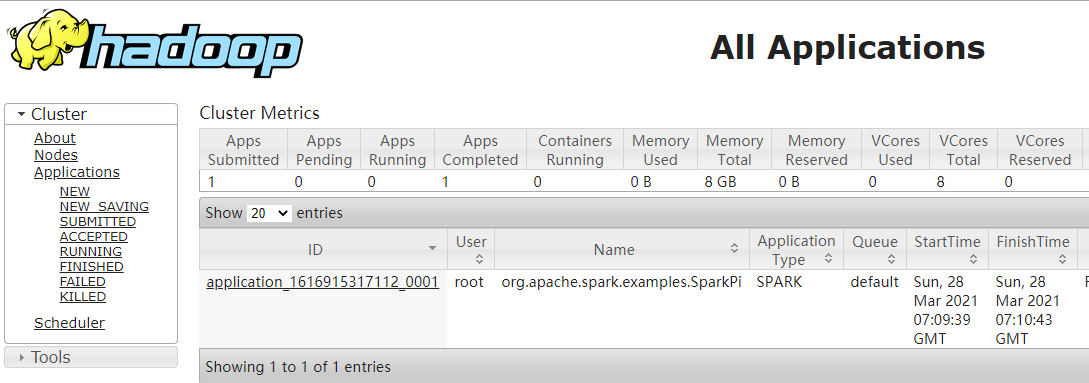 hadoop
All Applications
Cluster
About
Nodes
Applications
NEW
NEW_SAVING
SUBMITTED
ACCEPTED
RUNNING
FINISHED
FAILED
KILLED
Scheduler
Tools
Cluster Metrics
Apps Submitted Apps Pending Apps Running Apps Completed Containers Running Memory Used Memory Total Memory Reserved VCores Used VCores Total VCores Reserved
1 0 0 1 0 0 B 8 GB 0 B 0 8 0
Show 20 entries
ID User Name Application Type Queue StartTime FinishTime
application_1616915317112_0001 root org.apache.spark.examples.SparkPi SPARK default Sun, 28 Mar 2021 07:09:39 GMT Sun, 28 Mar 2021 07:10:43 GMT
Showing 1 to 1 of 1 entries